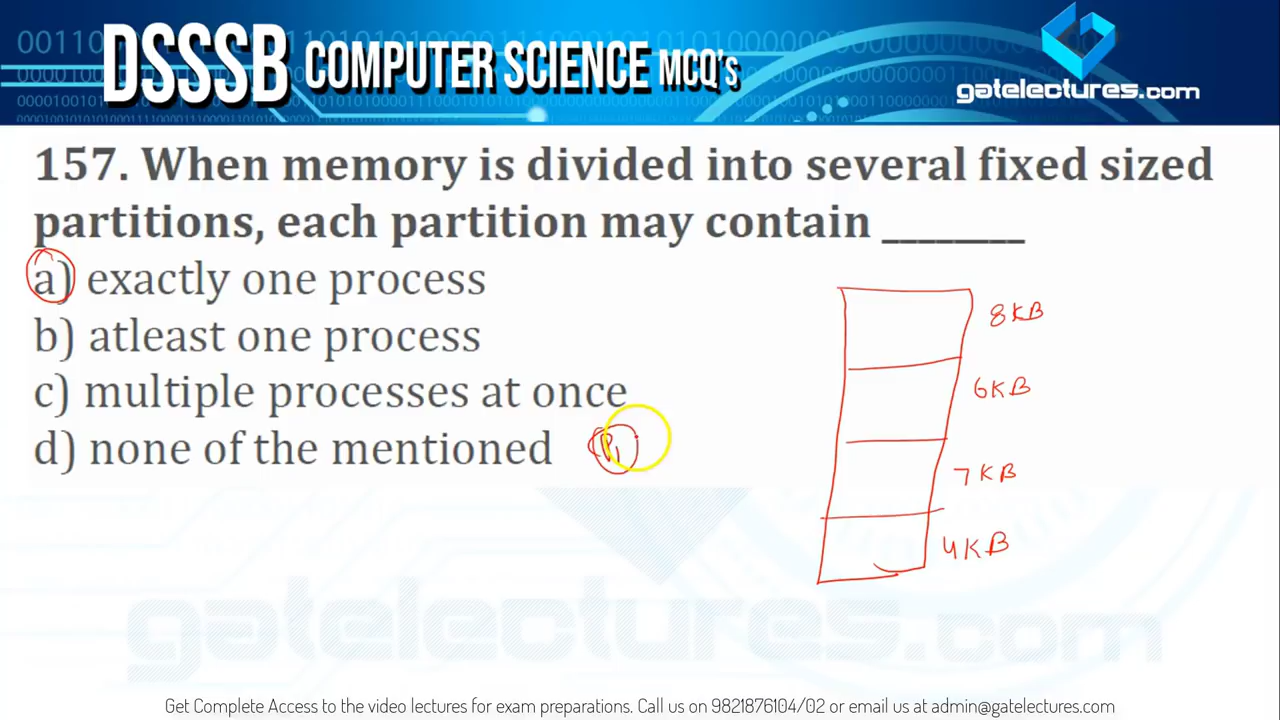 DSSSB COMPUTER SCIENCE MCQ's
gatelectures.com
157. When memory is divided into several fixed sized
partitions, each partition may contain ________
a) exactly one process
b) atleast one process
c) multiple processes at once
d) none of the mentioned
P1
8KB
6KB
7KB
4KB
gatelectures.com
Get Complete Access to the video lectures for exam preparations. Call us on 9821876104/02 or email us at admin@gatelectures.com